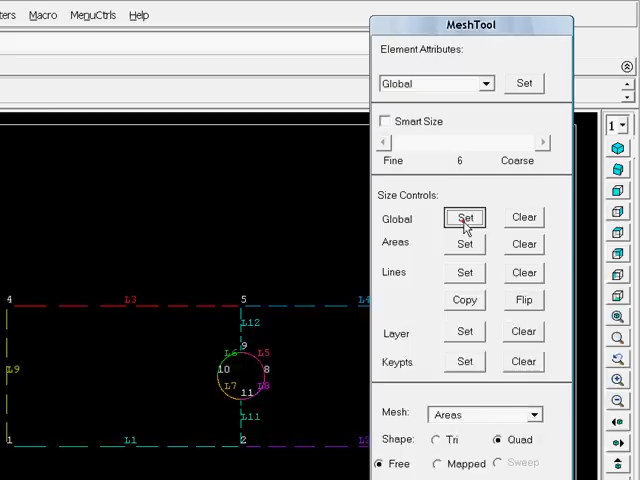 ters Macro MenuCtrls Help
MeshTool
Element Attributes:
Global Set
1
Smart Size
Fine 6 Coarse
Size Controls:
Global Set Clear
Areas Set Clear
Lines Set Clear
Copy Flip
Layer Set Clear
Keypts Set Clear
Mesh: Areas
Shape: Tri Quad
Free Mapped Sweep
4 L3 5 L4
L12
9
L6 L5
L9 10 8
L7 L8
11
L11
1 L1 2